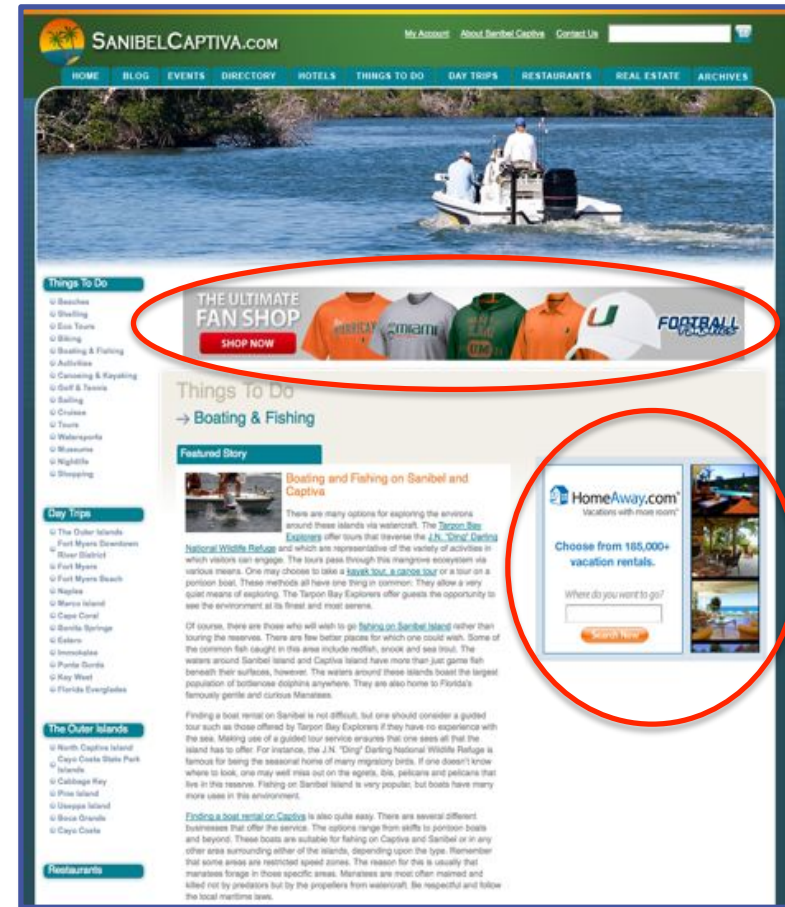 SANIBELCAPTIVA.COM
My Account About Sanibel Captiva Contact Us
HOME BLOG EVENTS DIRECTORY HOTELS THINGS TO DO DAY TRIPS RESTAURANTS REAL ESTATE ARCHIVES
THE ULTIMATE
FAN SHOP
SHOP NOW
miami
U
FOOTBALL
FANATICS
Things To Do
Beaches
Shelling
Eco Tours
Biking
Boating & Fishing
Activities
Canoeing & Kayaking
Golf & Tennis
Sailing
Cruises
Tours
Watersports
Museums
Nightlife
Shopping
Day Trips
The Outer Islands
Fort Myers Downtown
River District
Fort Myers
Fort Myers Beach
Naples
Marco Island
Cape Coral
Bonita Springs
Estero
Immokalee
Punta Gorda
Key West
Florida Everglades
The Outer Islands
North Captiva Island
Cayo Costa State Park
Islands
Cabbage Key
Pine Island
Useppa Island
Boca Grande
Cayo Costa
Restaurants
Things To Do
→ Boating & Fishing
Featured Story
Boating and Fishing on Sanibel and
Captiva
There are many options for exploring the environs
around these islands via watercraft. The Tarpon Bay
Explorers offer tours that traverse the J.N. "Ding" Darling
National Wildlife Refuge and which are representative of the variety of activities in
which visitors can engage. The tours pass through this mangrove ecosystem via
various means. One may choose to take a kayak tour, a canoe tour or a tour on a
pontoon boat. These methods all have one thing in common: They allow a very
quiet means of exploring. The Tarpon Bay Explorers offer guests the opportunity to
see the environment at its finest and most serene.
Of course, there are those who will wish to go fishing on Sanibel Island rather than
touring the reserves. There are few better places for which one could wish. Some of
the common fish caught in this area include redfish, snook and sea trout. The
waters around Sanibel Island and Captiva Island have more than just game fish
beneath their surfaces, however. The waters around these islands boast the largest
population of bottlenose dolphins anywhere. They are also home to Florida's
famously gentle and curious Manatees.
Finding a boat rental on Sanibel is not difficult, but one should consider a guided
tour such as those offered by Tarpon Bay Explorers if they have no experience with
the sea. Making use of a guided tour service ensures that one sees all that the
island has to offer. For instance, the J.N. "Ding" Darling National Wildlife Refuge is
famous for being the seasonal home of many migratory birds. If one doesn't know
where to look, one may well miss out on the egrets, ibis, pelicans and pelicans that
live in this reserve. Fishing on Sanibel Island is very popular, but boats have many
more uses in this environment.
Finding a boat rental on Captiva is also quite easy. There are several different
businesses that offer the service. The options range from skiffs to pontoon boats
and beyond. These boats are suitable for fishing on Captiva and Sanibel or in any
other area surrounding either of the islands, depending upon the type. Remember
that some areas are restricted speed zones. The reason for this is usually that
manatees forage in those specific areas. Manatees are most often maimed and
killed not by predators but by the propellers from watercraft. Be respectful and follow
the local maritime laws.
HomeAway.com
Vacations with more room
Choose from 165,000+
vacation rentals.
Where do you want to go?
Search Now